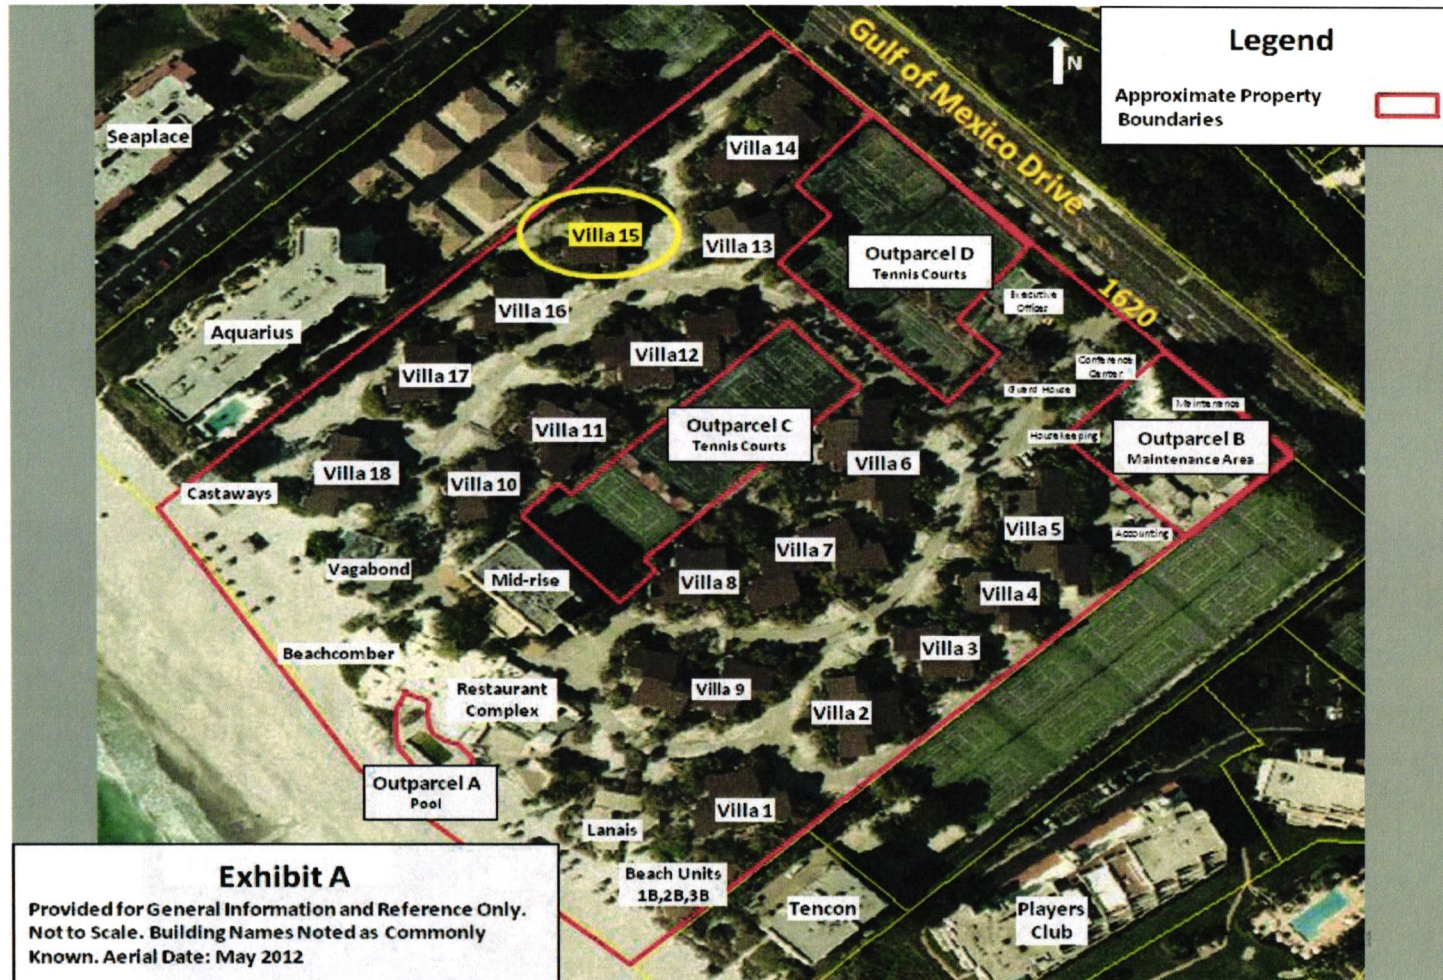 Legend
Approximate Property
Boundaries
N
Gulf of Mexico Drive
1620
Seaplace
Villa 14
Villa 15
Villa 13
Outparcel D
Tennis Courts
Executive
Offices
Villa 16
Aquarius
Villa12
Conference
Center
Villa 17
Guard House
Maintenance
Villa 11
Outparcel C
Tennis Courts
Housekeeping
Outparcel B
Maintenance Area
Villa 6
Villa 18
Villa 10
Castaways
Villa 5
Accounting
Vagabond
Mid-rise
Villa 7
Villa 8
Villa 4
Beachcomber
Villa 3
Restaurant
Complex
Villa 9
Villa 2
Outparcel A
Pool
Villa 1
Lanais
Beach Units
1B,2B,3B
Tencon
Players
Club
Exhibit A
Provided for General Information and Reference Only.
Not to Scale. Building Names Noted as Commonly
Known. Aerial Date: May 2012